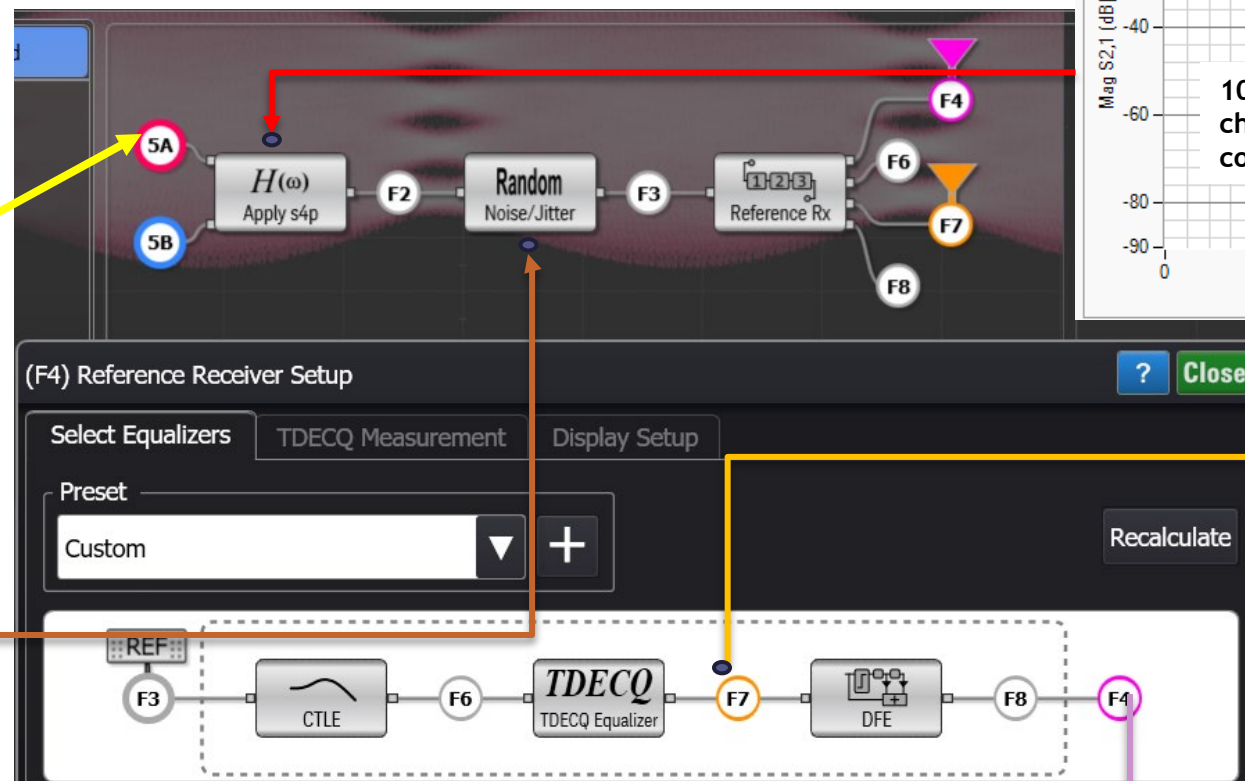 d
5A
5B
H(ω)
Apply s4p
F2
Random
Noise/Jitter
F3
1 2 3
Reference Rx
F4
F6
F7
F8
Mag S2,1 (dB)
-40
-60
-80
-90
0
10
ch
co
(F4) Reference Receiver Setup
?
Close
Select Equalizers
TDECQ Measurement
Display Setup
Preset
Custom
+
Recalculate
REF
F3
CTLE
F6
TDECQ
TDECQ Equalizer
F7
DFE
F8
F4